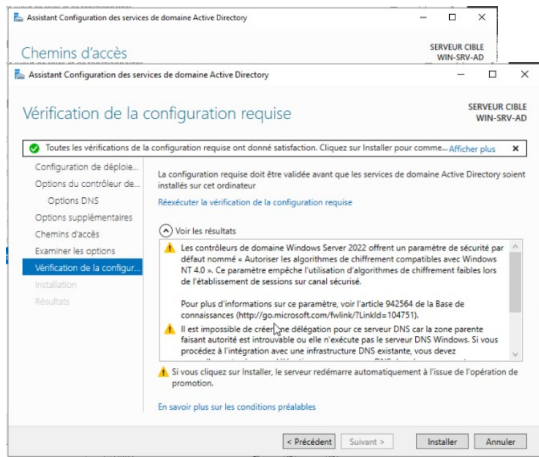 Assistant Configuration des services de domaine Active Directory
Chemins d'accès
SERVEUR CIBLE
WIN-SRV-AD
Assistant Configuration des services de domaine Active Directory
Vérification de la configuration requise
SERVEUR CIBLE
WIN-SRV-AD
Toutes les vérifications de la configuration requise ont donné satisfaction. Cliquez sur Installer pour comme... Afficher plus
Configuration de déploie...
Options du contrôleur de...
Options DNS
Options supplémentaires
Chemins d'accès
Examiner les options
Vérification de la configur...
Installation
Résultats
La configuration requise doit être validée avant que les services de domaine Active Directory soient
installés sur cet ordinateur
Réexécuter la vérification de la configuration requise
Voir les résultats
Les contrôleurs de domaine Windows Server 2022 offrent un paramètre de sécurité par
défaut nommé « Autoriser les algorithmes de chiffrement compatibles avec Windows
NT 4.0 ». Ce paramètre empêche l'utilisation d'algorithmes de chiffrement faibles lors
de l'établissement de sessions sur canal sécurisé.
Pour plus d'informations sur ce paramètre, voir l'article 942564 de la Base de
connaissances (http://go.microsoft.com/fwlink/?LinkId=104751).
Il est impossible de créer une délégation pour ce serveur DNS car la zone parente
faisant autorité est introuvable ou elle n'exécute pas le serveur DNS Windows. Si vous
procédez à l'intégration avec une infrastructure DNS existante, vous devez
Si vous cliquez sur Installer, le serveur redémarre automatiquement à l'issue de l'opération de
promotion.
En savoir plus sur les conditions préalables
< Précédent
Suivant >
Installer
Annuler